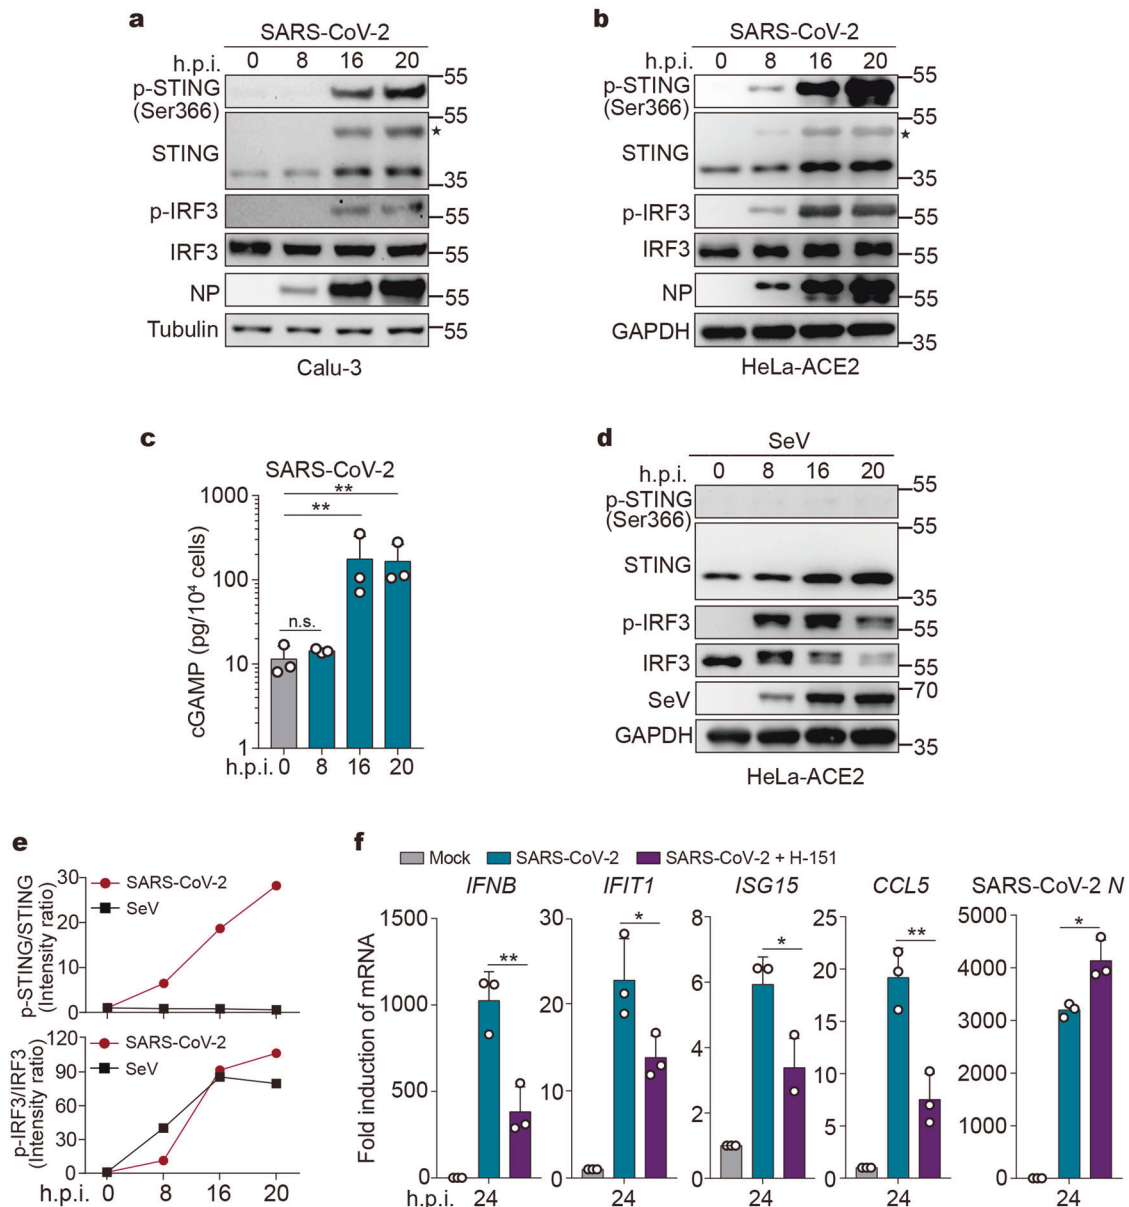 a
SARS-CoV-2
h.p.i. 0 8 16 20
p-STING
(Ser366)
55
STING
55
★
35
p-IRF3
55
IRF3
55
NP
55
Tubulin
55
Calu-3
b
SARS-CoV-2
h.p.i. 0 8 16 20
p-STING
(Ser366)
55
STING
55
★
35
p-IRF3
55
IRF3
55
NP
55
GAPDH
35
HeLa-ACE2
c
SARS-CoV-2
cGAMP (pg/10⁴ cells)
1000
100
10
1
**
**
n.s.
h.p.i. 0 8 16 20
d
SeV
h.p.i. 0 8 16 20
p-STING
(Ser366)
55
STING
55
35
p-IRF3
55
IRF3
55
SeV
70
GAPDH
35
HeLa-ACE2
e
p-STING/STING
(Intensity ratio)
30
20
10
0
SARS-CoV-2
SeV
p-IRF3/IRF3
(Intensity ratio)
120
90
60
30
0
SARS-CoV-2
SeV
h.p.i. 0 8 16 20
f
Mock SARS-CoV-2 SARS-CoV-2 + H-151
Fold induction of mRNA
IFNB
1500
1000
500
0
**
h.p.i. 24
IFIT1
30
20
10
0
*
24
ISG15
8
6
4
2
0
*
24
CCL5
25
20
15
10
5
0
**
24
SARS-CoV-2 N
5000
4000
3000
2000
1000
0
*
24